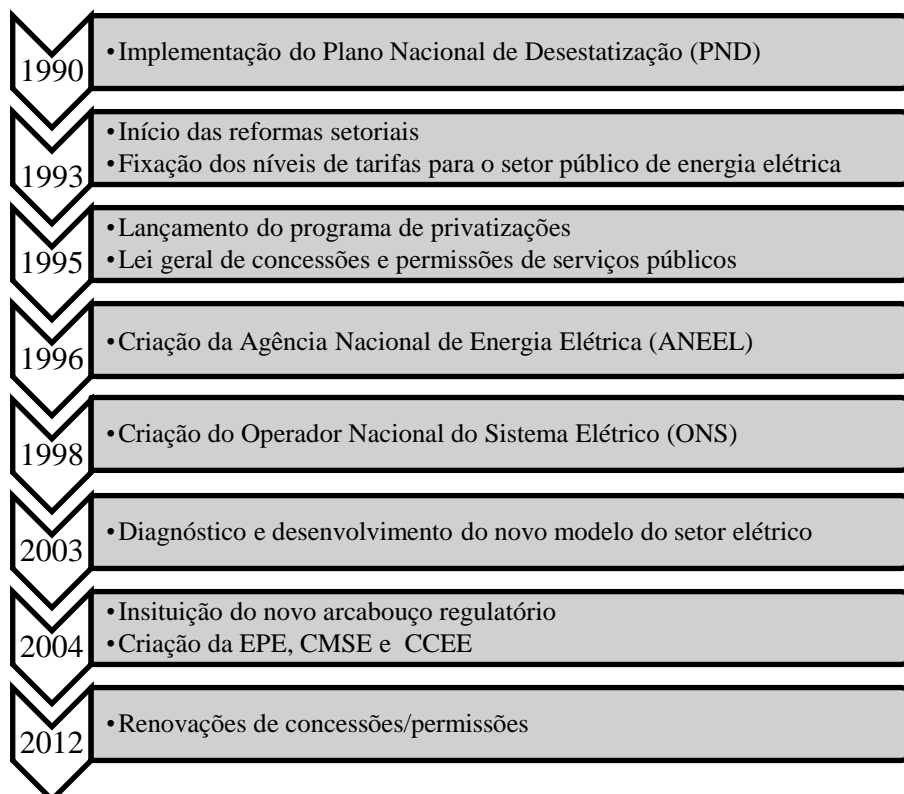 1990
•Implementação do Plano Nacional de Desestatização (PND)
1993
•Início das reformas setoriais
•Fixação dos níveis de tarifas para o setor público de energia elétrica
1995
•Lançamento do programa de privatizações
•Lei geral de concessões e permissões de serviços públicos
1996
•Criação da Agência Nacional de Energia Elétrica (ANEEL)
1998
•Criação do Operador Nacional do Sistema Elétrico (ONS)
2003
•Diagnóstico e desenvolvimento do novo modelo do setor elétrico
2004
•Insituição do novo arcabouço regulatório
•Criação da EPE, CMSE e CCEE
2012
•Renovações de concessões/permissões